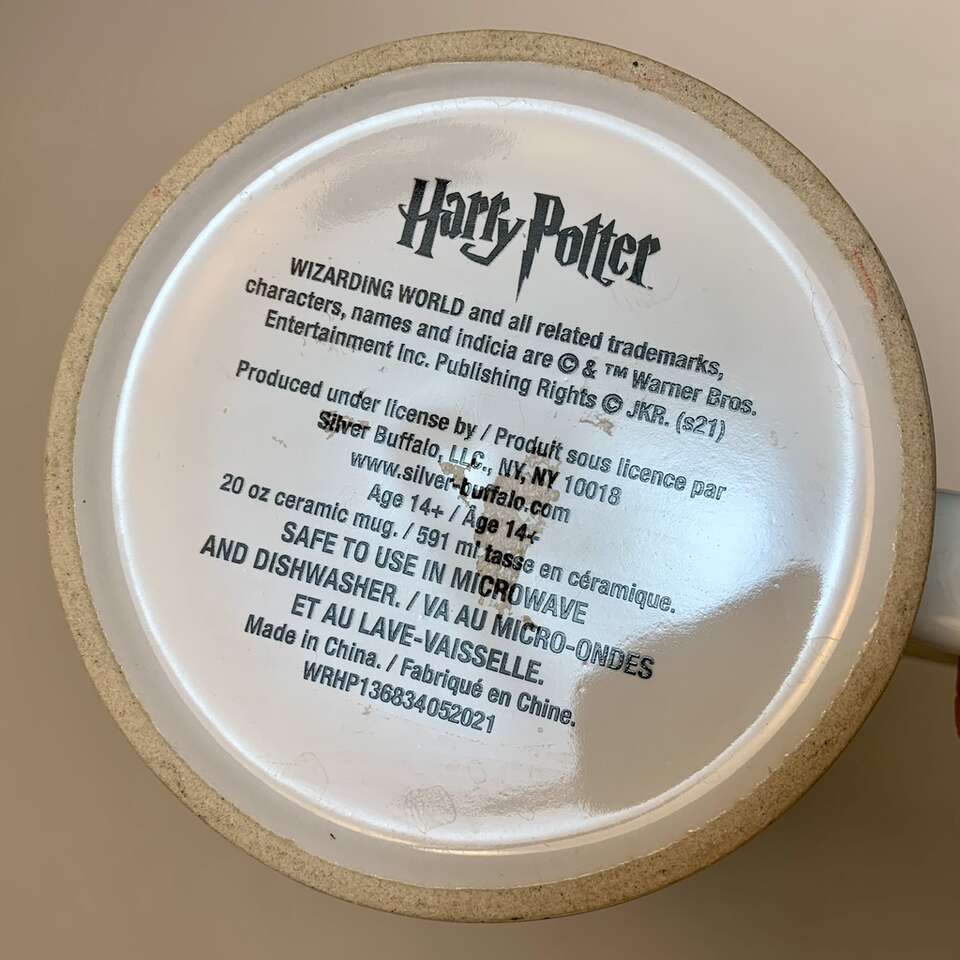 Harry Potter
WIZARDING WORLD and all related trademarks,
characters, names and indicia are © & ™ Warner Bros.
Entertainment Inc. Publishing Rights © JKR. (s21)
Produced under license by / Produit sous licence par
Silver Buffalo, LLC., NY, NY 10018
www.silver-buffalo.com
Age 14+ / Âge 14+
20 oz ceramic mug. / 591 ml tasse en céramique.
SAFE TO USE IN MICROWAVE
AND DISHWASHER. / VA AU MICRO-ONDES
ET AU LAVE-VAISSELLE.
Made in China. / Fabriqué en Chine.
WRHP136834052021